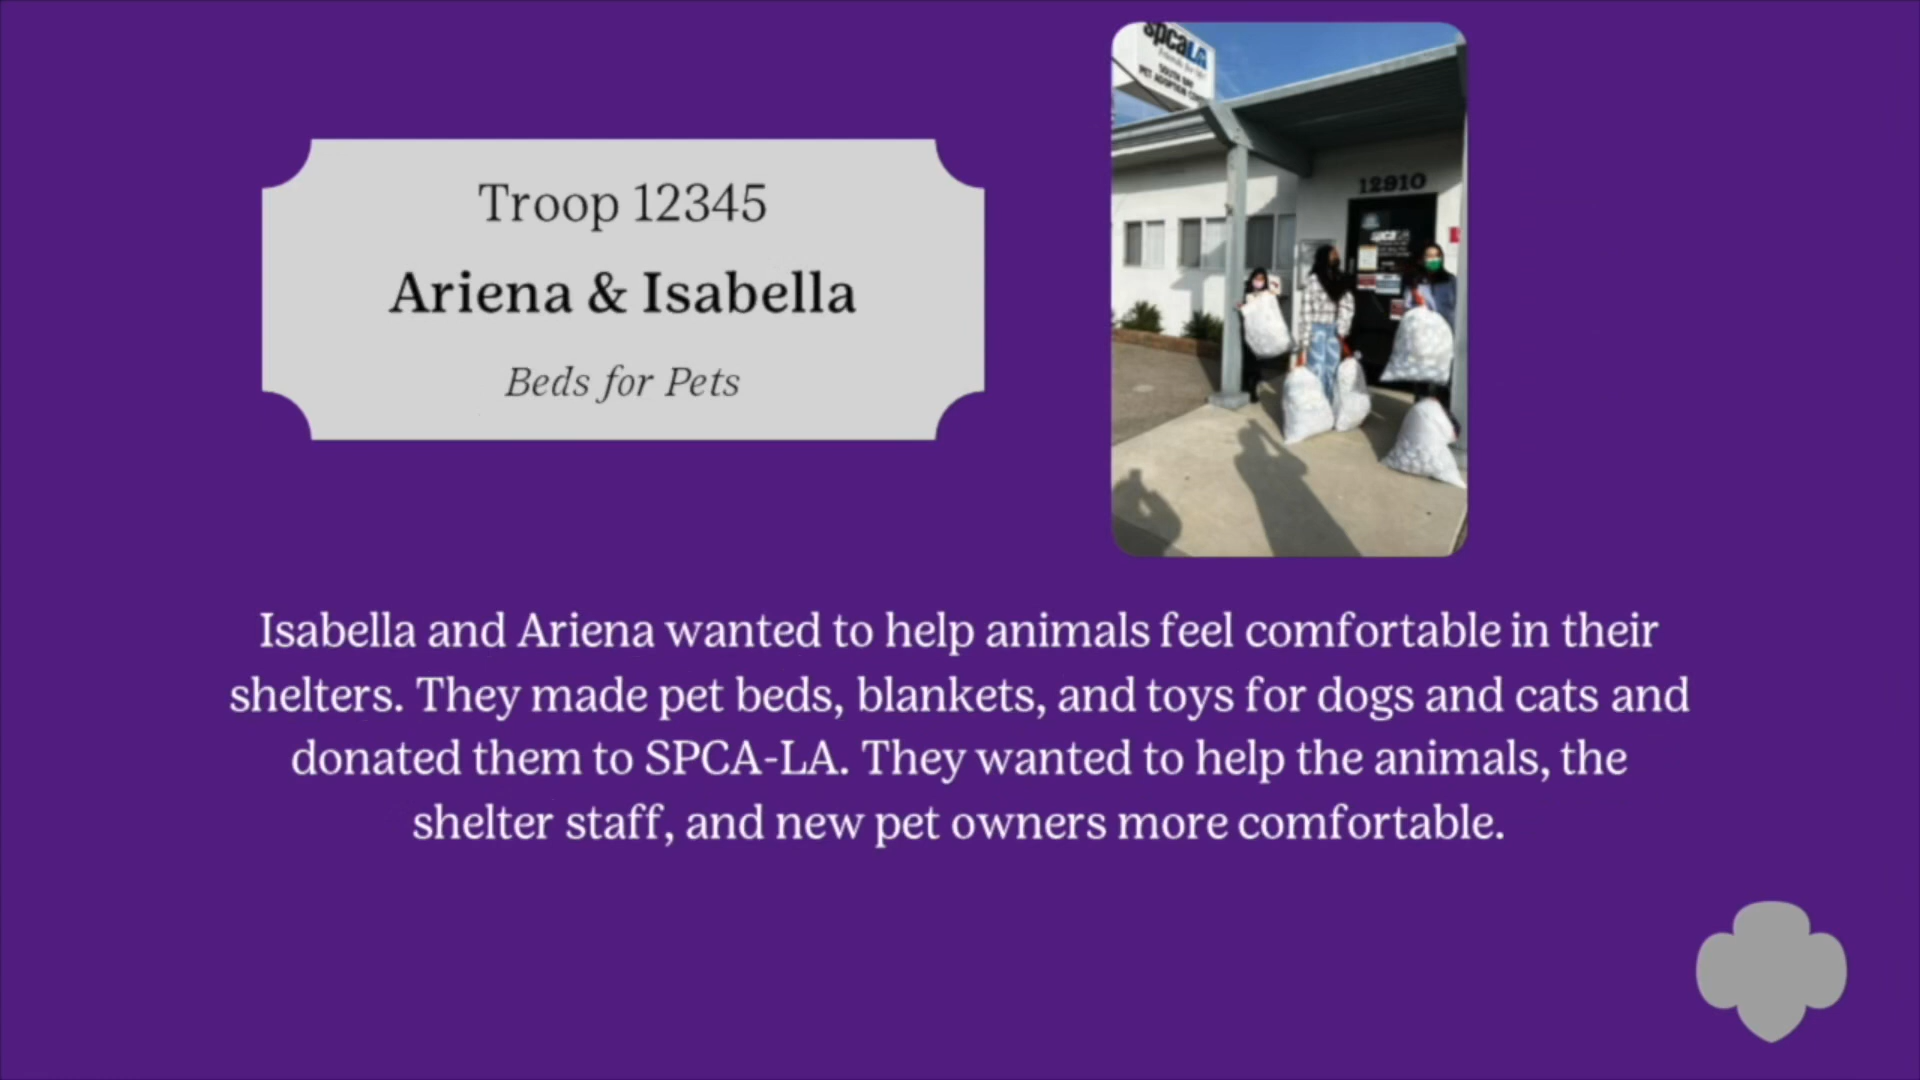 Troop 12345
Ariena & Isabella
Beds for Pets
spcaLA
SOUTH BAY
12910
Isabella and Ariena wanted to help animals feel comfortable in their
shelters. They made pet beds, blankets, and toys for dogs and cats and
donated them to SPCA-LA. They wanted to help the animals, the
shelter staff, and new pet owners more comfortable.